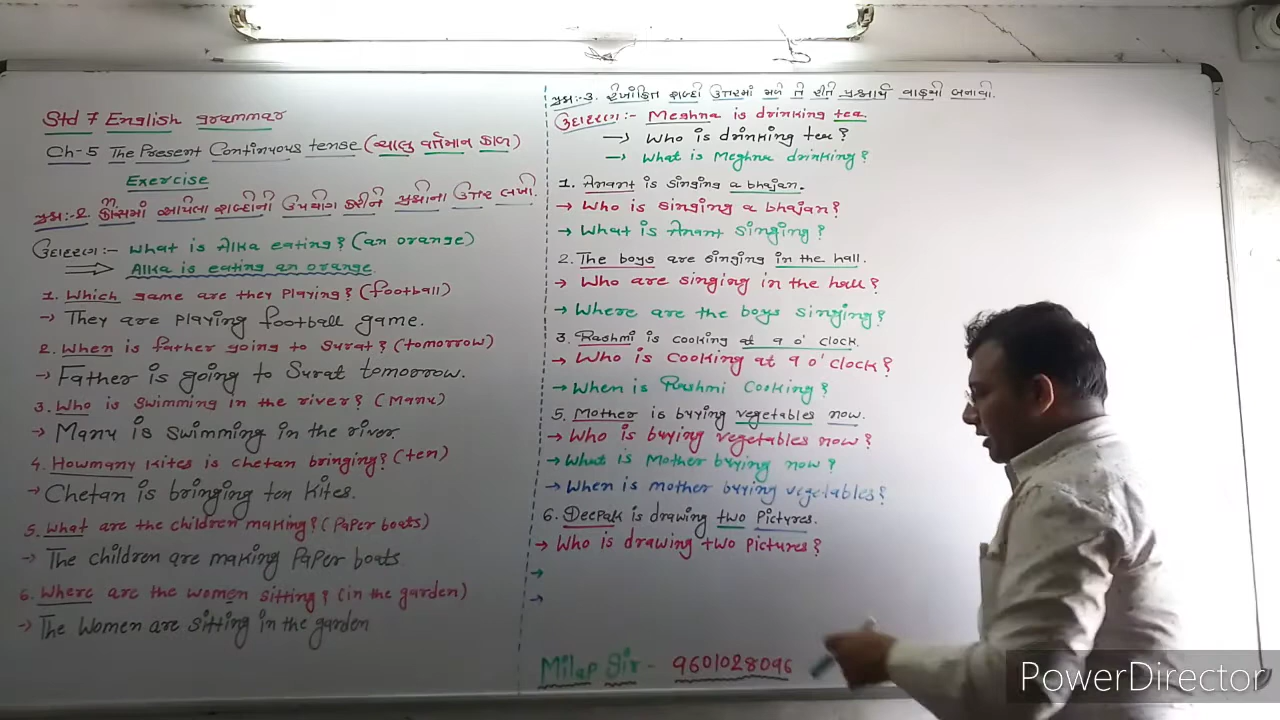 Std 7 English grammar
Ch-5 The Present Continuous tense (ચાલુ વર્તમાન કાળ)
Exercise
પ્રશ્ન:-2. કૌંસમાં આપેલા શબ્દોનો ઉપયોગ કરીને પ્રશ્નોના ઉત્તર લખો.
ઉદાહરણ:- What is Alka eating? (an orange)
Alka is eating an orange.
1. Which game are they playing? (football)
→ They are playing football game.
2. When is father going to Surat? (tomorrow)
→ Father is going to Surat tomorrow.
3. Who is swimming in the river? (Manu)
→ Manu is swimming in the river.
4. Howmany kites is chetan bringing? (ten)
→ Chetan is bringing ten kites.
5. What are the children making? (Paper boats)
→ The children are making Paper boats
6. Where are the women sitting? (in the garden)
→ The Women are sitting in the garden
પ્રશ્ન:-3. રેખાંકિત શબ્દો ઉત્તરમાં મળે તે રીતે પ્રશ્નાર્થ વાક્યો બનાવો.
ઉદાહરણ:- Meghna is drinking tea.
→ Who is drinking tea?
→ What is Meghna drinking?
1. Anant is singing a bhajan.
→ Who is singing a bhajan?
→ What is Anant singing?
2. The boys are singing in the hall.
→ Who are singing in the hall?
→ Where are the boys singing?
3. Rashmi is cooking at 9 o' clock.
→ Who is cooking at 9 o' clock?
→ When is Rashmi Cooking?
5. Mother is buying vegetables now.
→ Who is buying vegetables now?
→ What is Mother buying now?
→ When is mother buying vegetables?
6. Deepak is drawing two Pictures.
→ Who is drawing two Pictures?
→
→
Milap Sir - 9601028096
PowerDirector